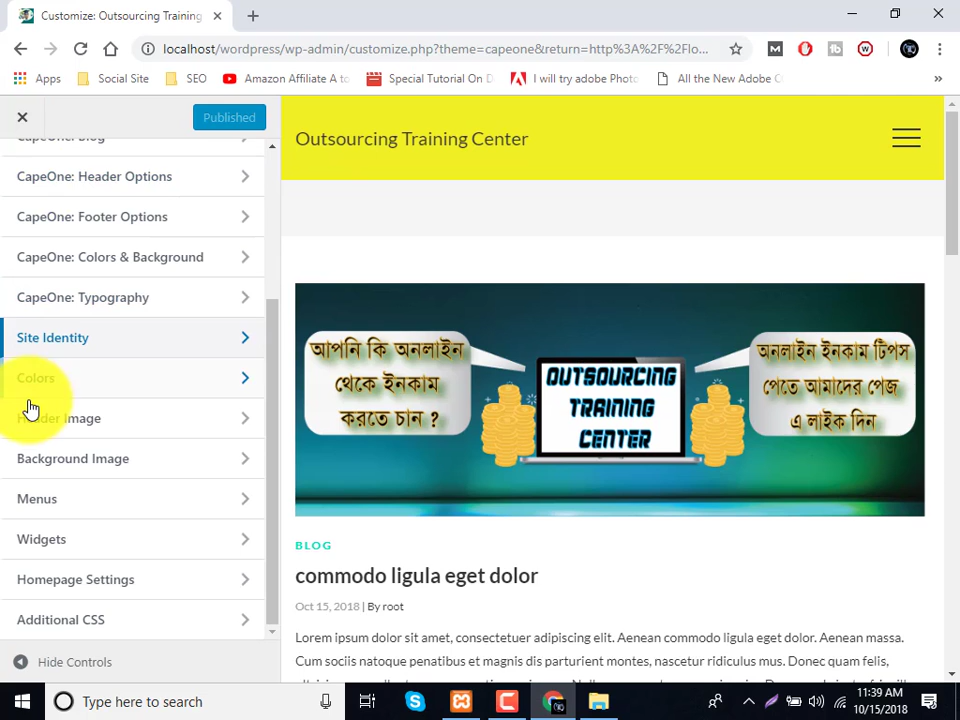 Customize: Outsourcing Training
localhost/wordpress/wp-admin/customize.php?theme=capeone&return=http%3A%2F%2Flo...
Apps
Social Site
SEO
Amazon Affiliate A to
Special Tutorial On D
I will try adobe Photo
All the New Adobe C
»
Published
CapeOne: Blog
CapeOne: Header Options
CapeOne: Footer Options
CapeOne: Colors & Background
CapeOne: Typography
Site Identity
Colors
Header Image
Background Image
Menus
Widgets
Homepage Settings
Additional CSS
Hide Controls
Outsourcing Training Center
আপনি কি অনলাইন
থেকে ইনকাম
করতে চান ?
OUTSOURCING
TRAINING
CENTER
অনলাইন ইনকাম টিপস
পেতে আমাদের পেজ
এ লাইক দিন
BLOG
commodo ligula eget dolor
Oct 15, 2018 | By root
Lorem ipsum dolor sit amet, consectetuer adipiscing elit. Aenean commodo ligula eget dolor. Aenean massa.
Cum sociis natoque penatibus et magnis dis parturient montes, nascetur ridiculus mus. Donec quam felis,
Type here to search
11:39 AM
10/15/2018